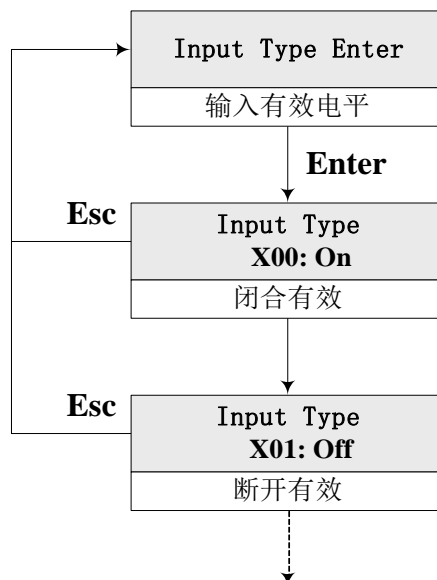 Input Type Enter
输入有效电平
Enter
Esc
Input Type
X00: On
闭合有效
Esc
Input Type
X01: Off
断开有效